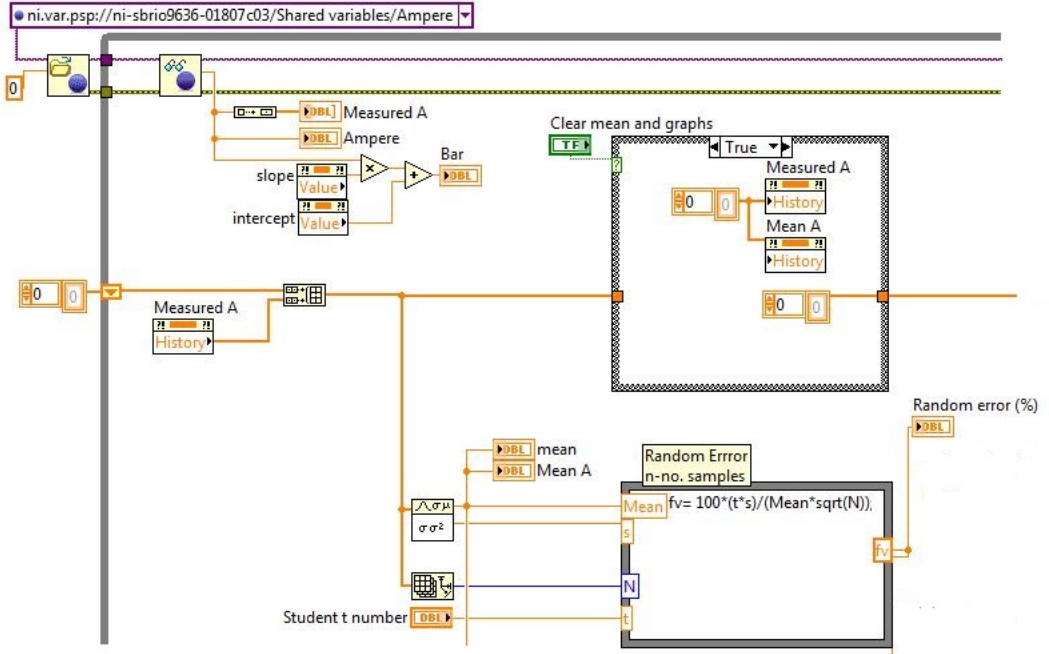 ni.var.psp://ni-sbrio9636-01807c03/Shared variables/Ampere
0
DBL Measured A
DBL Ampere
Bar
DBL
slope
Value
intercept
Value
x
+
Clear mean and graphs
TF
?
True
Measured A
0 0
History
Mean A
History
0 0
0 0
Measured A
History
Random error (%)
DBL
DBL mean
DBL Mean A
Random Errror
n-no. samples
σμ
σσ²
Mean
fv= 100*(t*s)/(Mean*sqrt(N));
s
fv
N
Student t number DBL
t